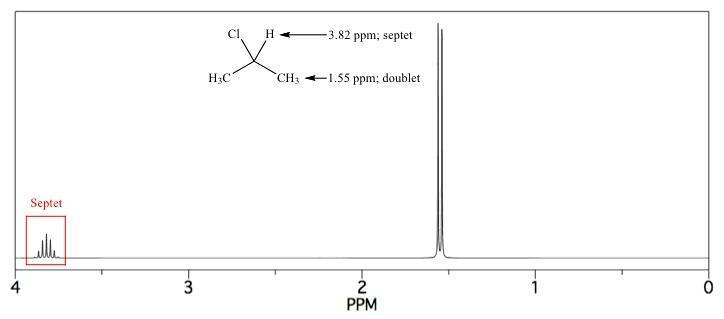 Cl
H
3.82 ppm; septet
H₃C
CH₃
1.55 ppm; doublet
Septet
4 3 2 1 0
PPM